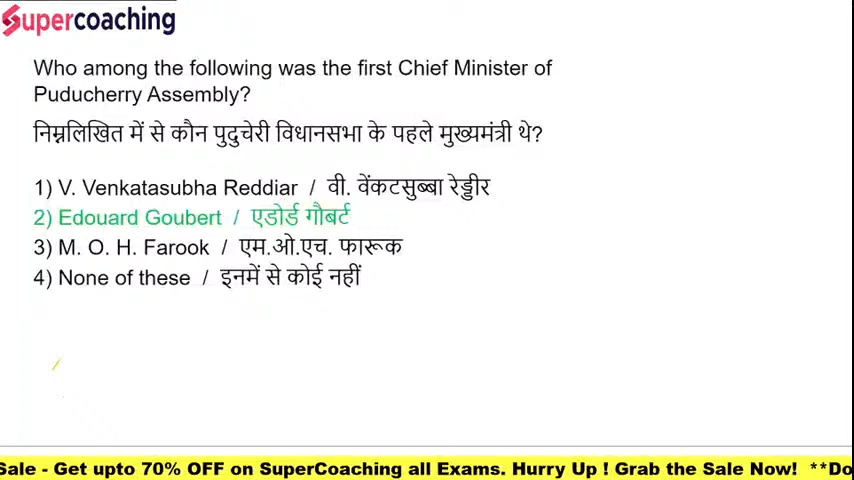 Supercoaching
Who among the following was the first Chief Minister of
Puducherry Assembly?
निम्नलिखित में से कौन पुदुचेरी विधानसभा के पहले मुख्यमंत्री थे?
1) V. Venkatasubha Reddiar / वी. वेंकटसुब्बा रेड्डीर
2) Edouard Goubert / एडोर्ड गौबर्ट
3) M. O. H. Farook / एम.ओ.एच. फारूक
4) None of these / इनमें से कोई नहीं
Sale - Get upto 70% OFF on SuperCoaching all Exams. Hurry Up ! Grab the Sale Now! **Do